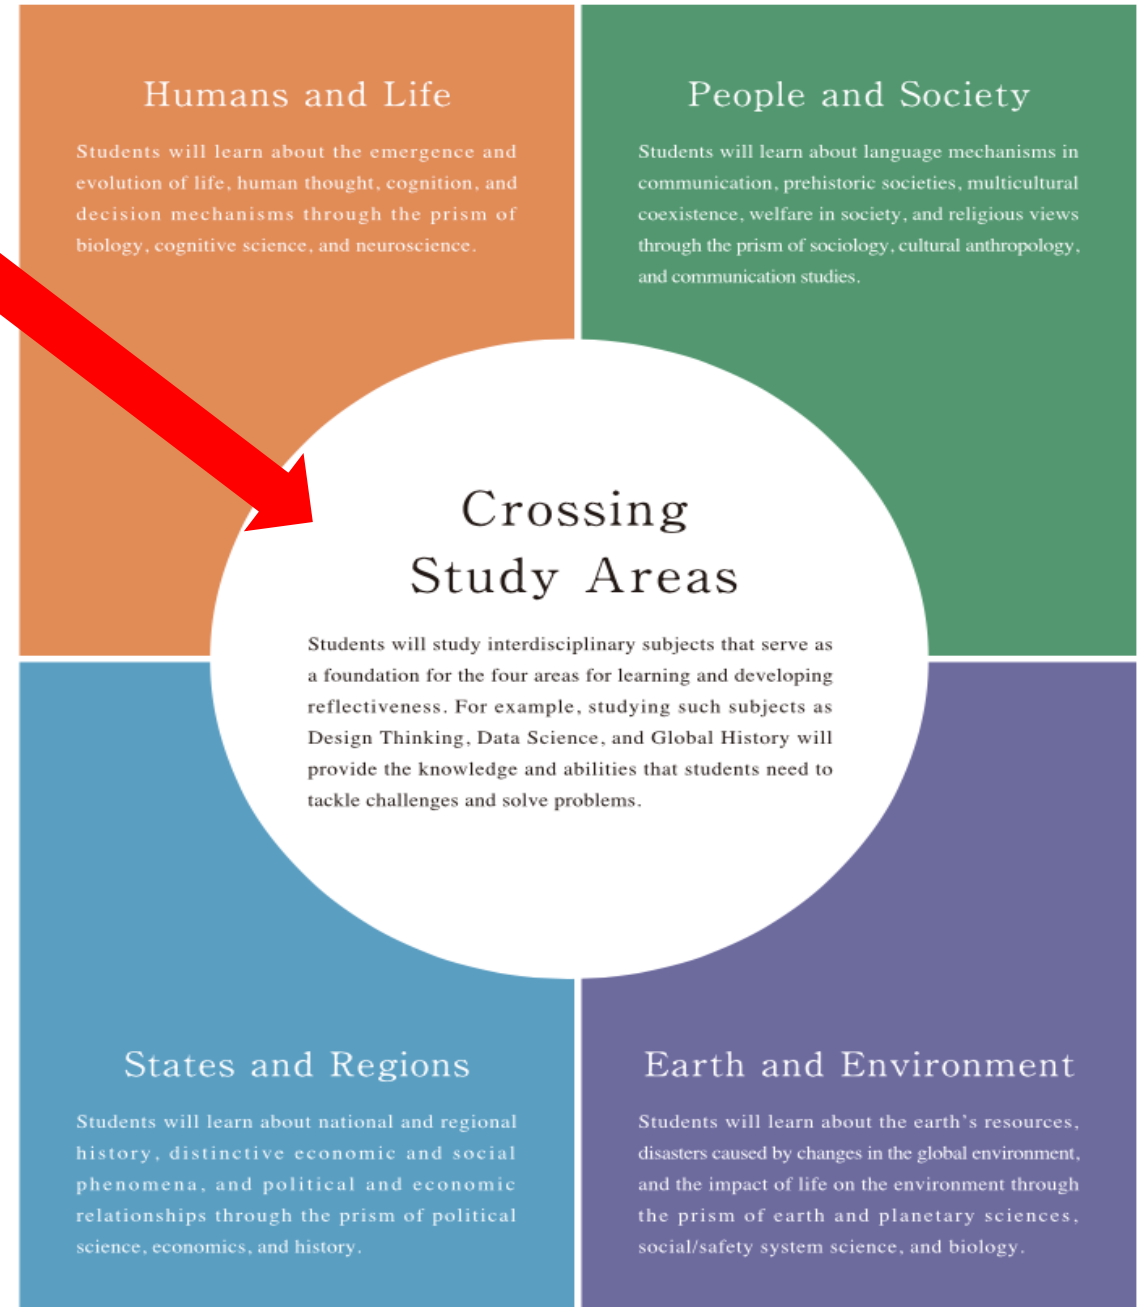 Humans and Life
Students will learn about the emergence and
evolution of life, human thought, cognition, and
decision mechanisms through the prism of
biology, cognitive science, and neuroscience.
People and Society
Students will learn about language mechanisms in
communication, prehistoric societies, multicultural
coexistence, welfare in society, and religious views
through the prism of sociology, cultural anthropology,
and communication studies.
Crossing
Study Areas
Students will study interdisciplinary subjects that serve as
a foundation for the four areas for learning and developing
reflectiveness. For example, studying such subjects as
Design Thinking, Data Science, and Global History will
provide the knowledge and abilities that students need to
tackle challenges and solve problems.
States and Regions
Students will learn about national and regional
history, distinctive economic and social
phenomena, and political and economic
relationships through the prism of political
science, economics, and history.
Earth and Environment
Students will learn about the earth's resources,
disasters caused by changes in the global environment,
and the impact of life on the environment through
the prism of earth and planetary sciences,
social/safety system science, and biology.